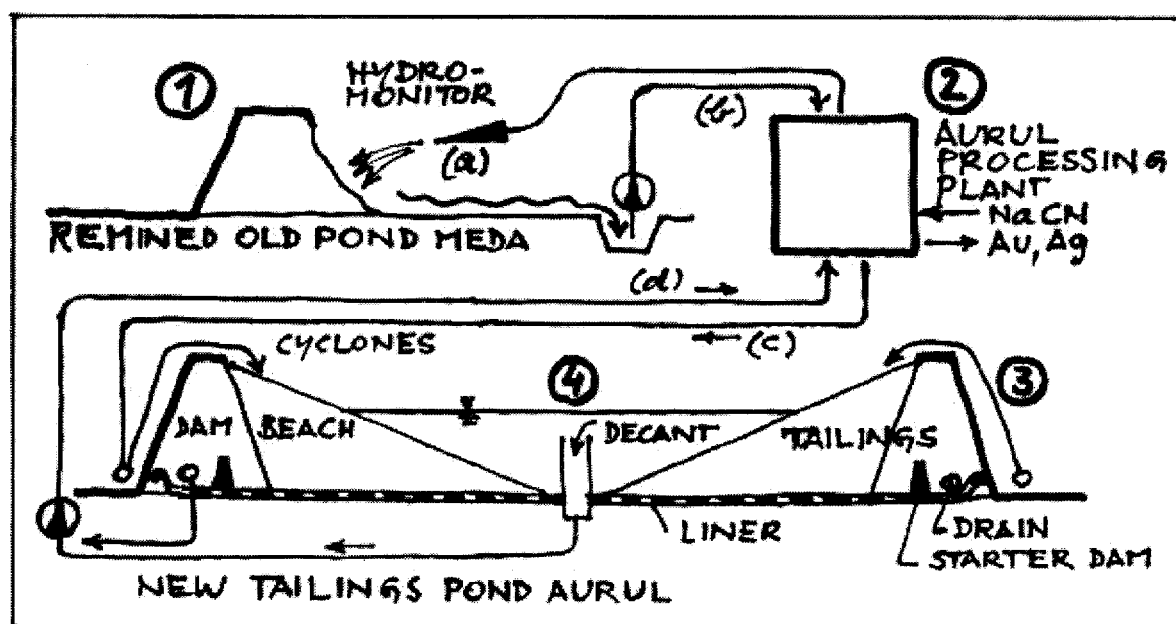 1
HYDRO-
MONITOR
(a)
(b)
2
AURUL
PROCESSING
PLANT
NaCN
Au, Ag
REMINED OLD POND MEDA
(d)
(c)
CYCLONES
4
3
DAM
BEACH
DECANT
TAILINGS
LINER
DRAIN
STARTER DAM
NEW TAILINGS POND AURUL